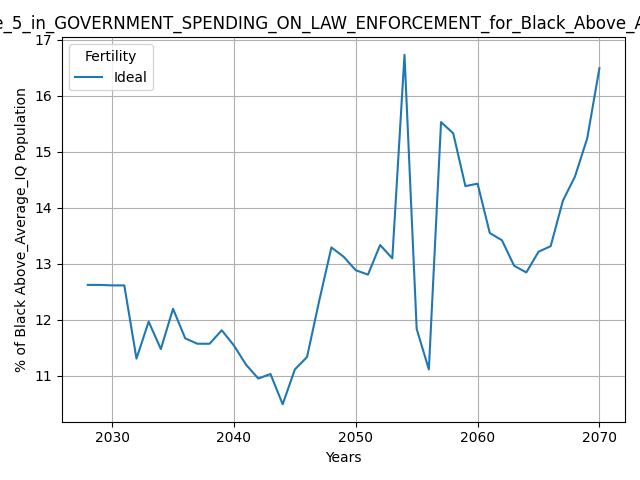 5_in_GOVERNMENT_SPENDING_ON_LAW_ENFORCEMENT_for_Black_Above_
17
Fertility
Ideal
16
15
14
13
12
11
% of Black Above_Average_IQ Population
2030
2040
2050
2060
2070
Years